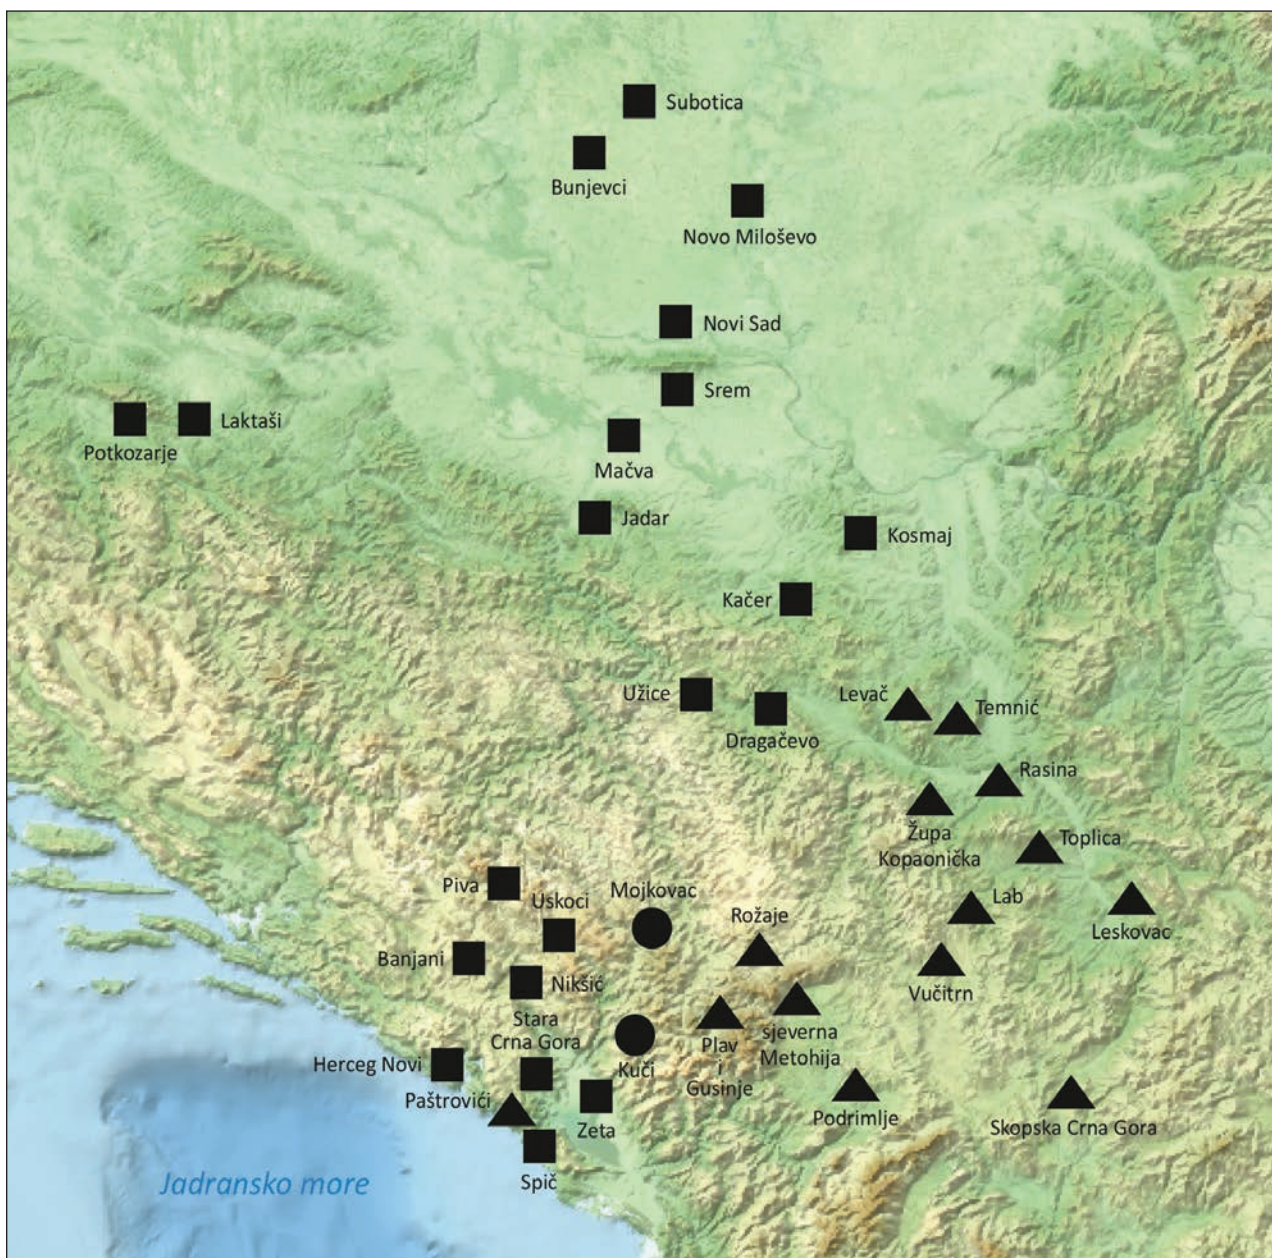 Subotica
Bunjevci
Novo Miloševo
Novi Sad
Srem
Laktaši
Potkozarje
Mačva
Jadar
Kosmaj
Kačer
Užice
Levač
Temnić
Dragačevo
Rasina
Župa
Kopaonička
Toplica
Piva
Uskoci
Mojkovac
Rožaje
Lab
Leskovac
Banjani
Nikšić
Vučitrn
Stara
Crna Gora
sjeverna
Metohija
Plav
i
Gusinje
Herceg Novi
Kuči
Paštrovići
Zeta
Podrimlje
Skopska Crna Gora
Spič
Jadransko more